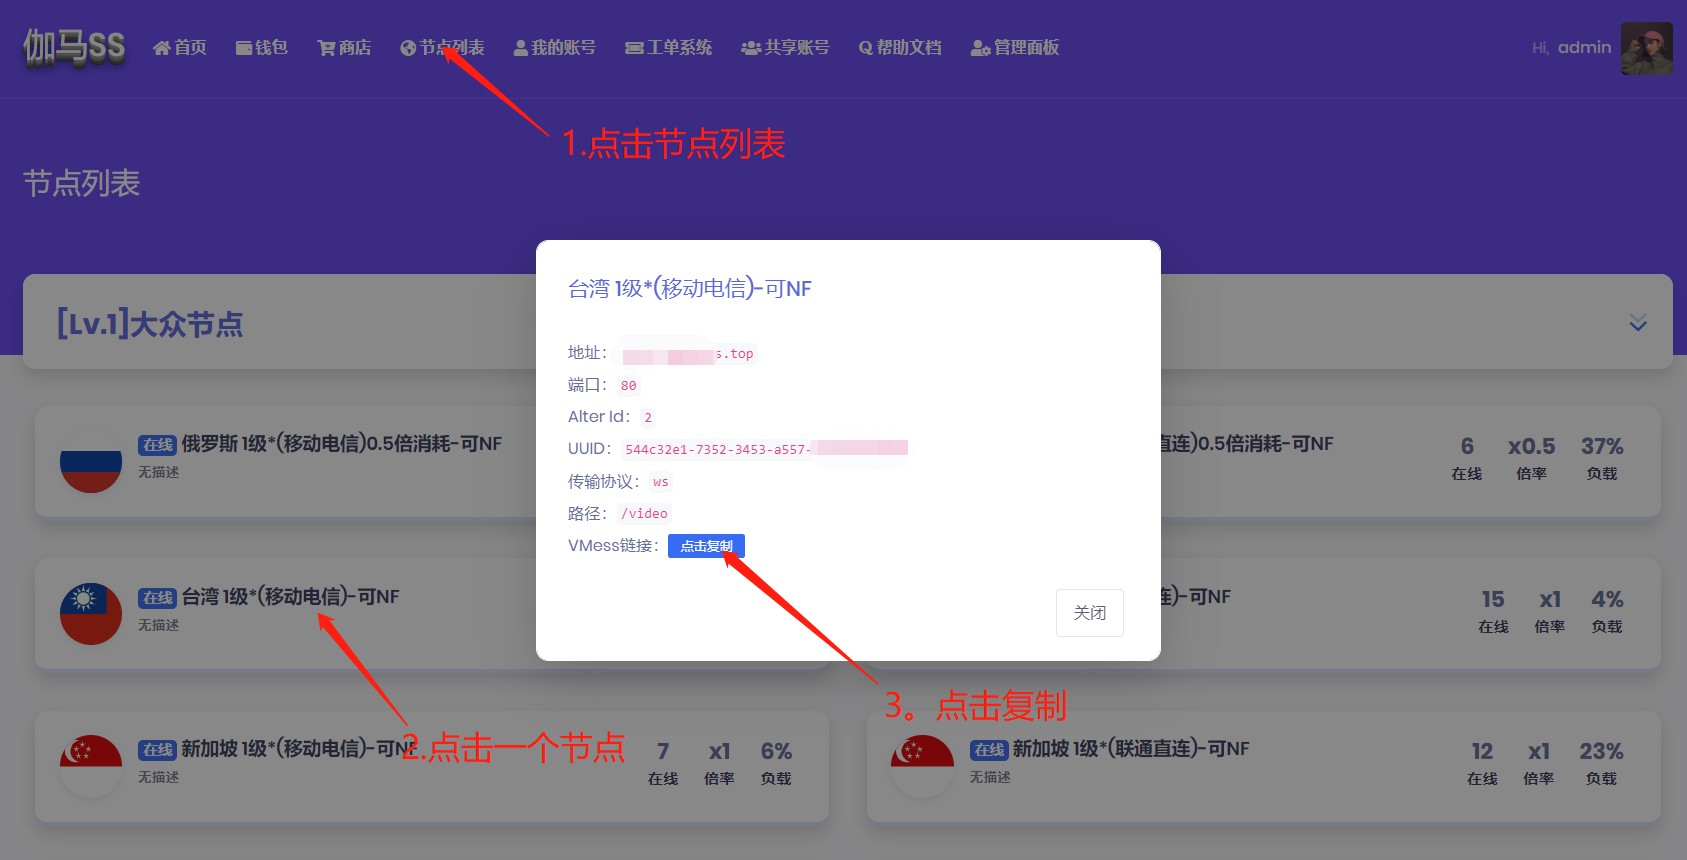 伽马SS
首页
钱包
商店
节点列表
我的账号
工单系统
共享账号
帮助文档
管理面板
Hi, admin
1.点击节点列表
节点列表
[Lv.1]大众节点
台湾 1级*(移动电信)-可NF
地址：
s.top
端口： 80
Alter Id： 2
UUID： 544c32e1-7352-3453-a557-
传输协议： ws
路径： /video
VMess链接： 点击复制
关闭
在线 俄罗斯 1级*(移动电信)0.5倍消耗-可NF
无描述
直连)0.5倍消耗-可NF
6 x0.5 37%
在线 倍率 负载
在线 台湾 1级*(移动电信)-可NF
无描述
)-可NF
15 x1 4%
在线 倍率 负载
3。点击复制
2.点击一个节点
在线 新加坡 1级*(移动电信)-可NF
无描述
7 x1 6%
在线 倍率 负载
在线 新加坡 1级*(联通直连)-可NF
无描述
12 x1 23%
在线 倍率 负载